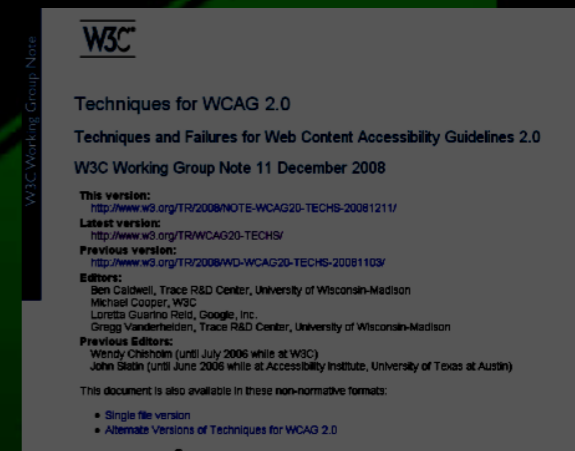 W3C Working Group Note
W3C
Techniques for WCAG 2.0
Techniques and Failures for Web Content Accessibility Guidelines 2.0
W3C Working Group Note 11 December 2008
This version:
http://www.w3.org/TR/2008/NOTE-WCAG20-TECHS-20081211/
Latest version:
http://www.w3.org/TR/WCAG20-TECHS/
Previous version:
http://www.w3.org/TR/2008/WD-WCAG20-TECHS-20081103/
Editors:
Ben Caldwell, Trace R&D Center, University of Wisconsin-Madison
Michael Cooper, W3C
Loretta Guarino Reid, Google, Inc.
Gregg Vanderheiden, Trace R&D Center, University of Wisconsin-Madison
Previous Editors:
Wendy Chisholm (until July 2006 while at W3C)
John Slatin (until June 2006 while at Accessibility Institute, University of Texas at Austin)
This document is also available in these non-normative formats:
• Single file version
• Alternate Versions of Techniques for WCAG 2.0